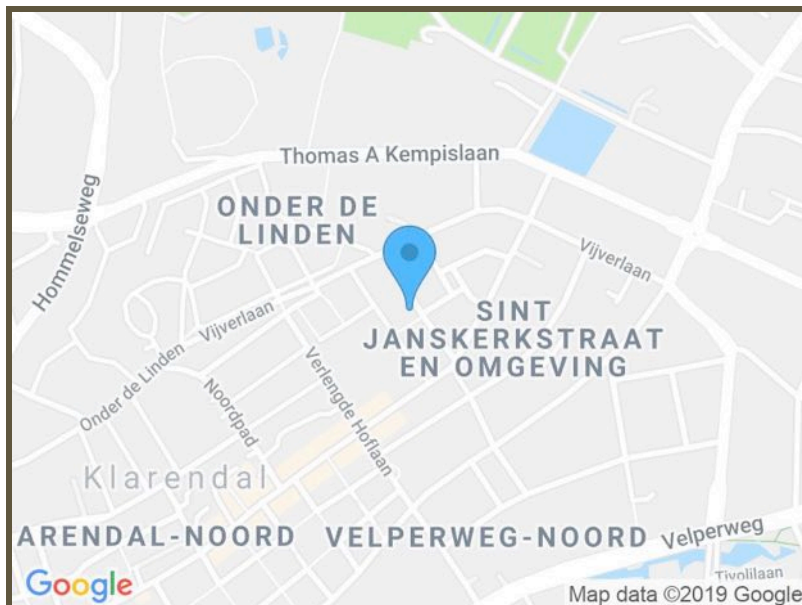 Thomas A Kempislaan
ONDER DE
LINDEN
Hommelseweg
Vijverlaan
SINT
JANSKERKSTRAAT
EN OMGEVING
Vijverlaan
Onder de Linden
Verlengde Hoflaan
Noordpad
Klarendal
ARENDAL-NOORD
VELPERWEG-NOORD
Velperweg
Tivolilaan
Google
Map data ©2019 Google